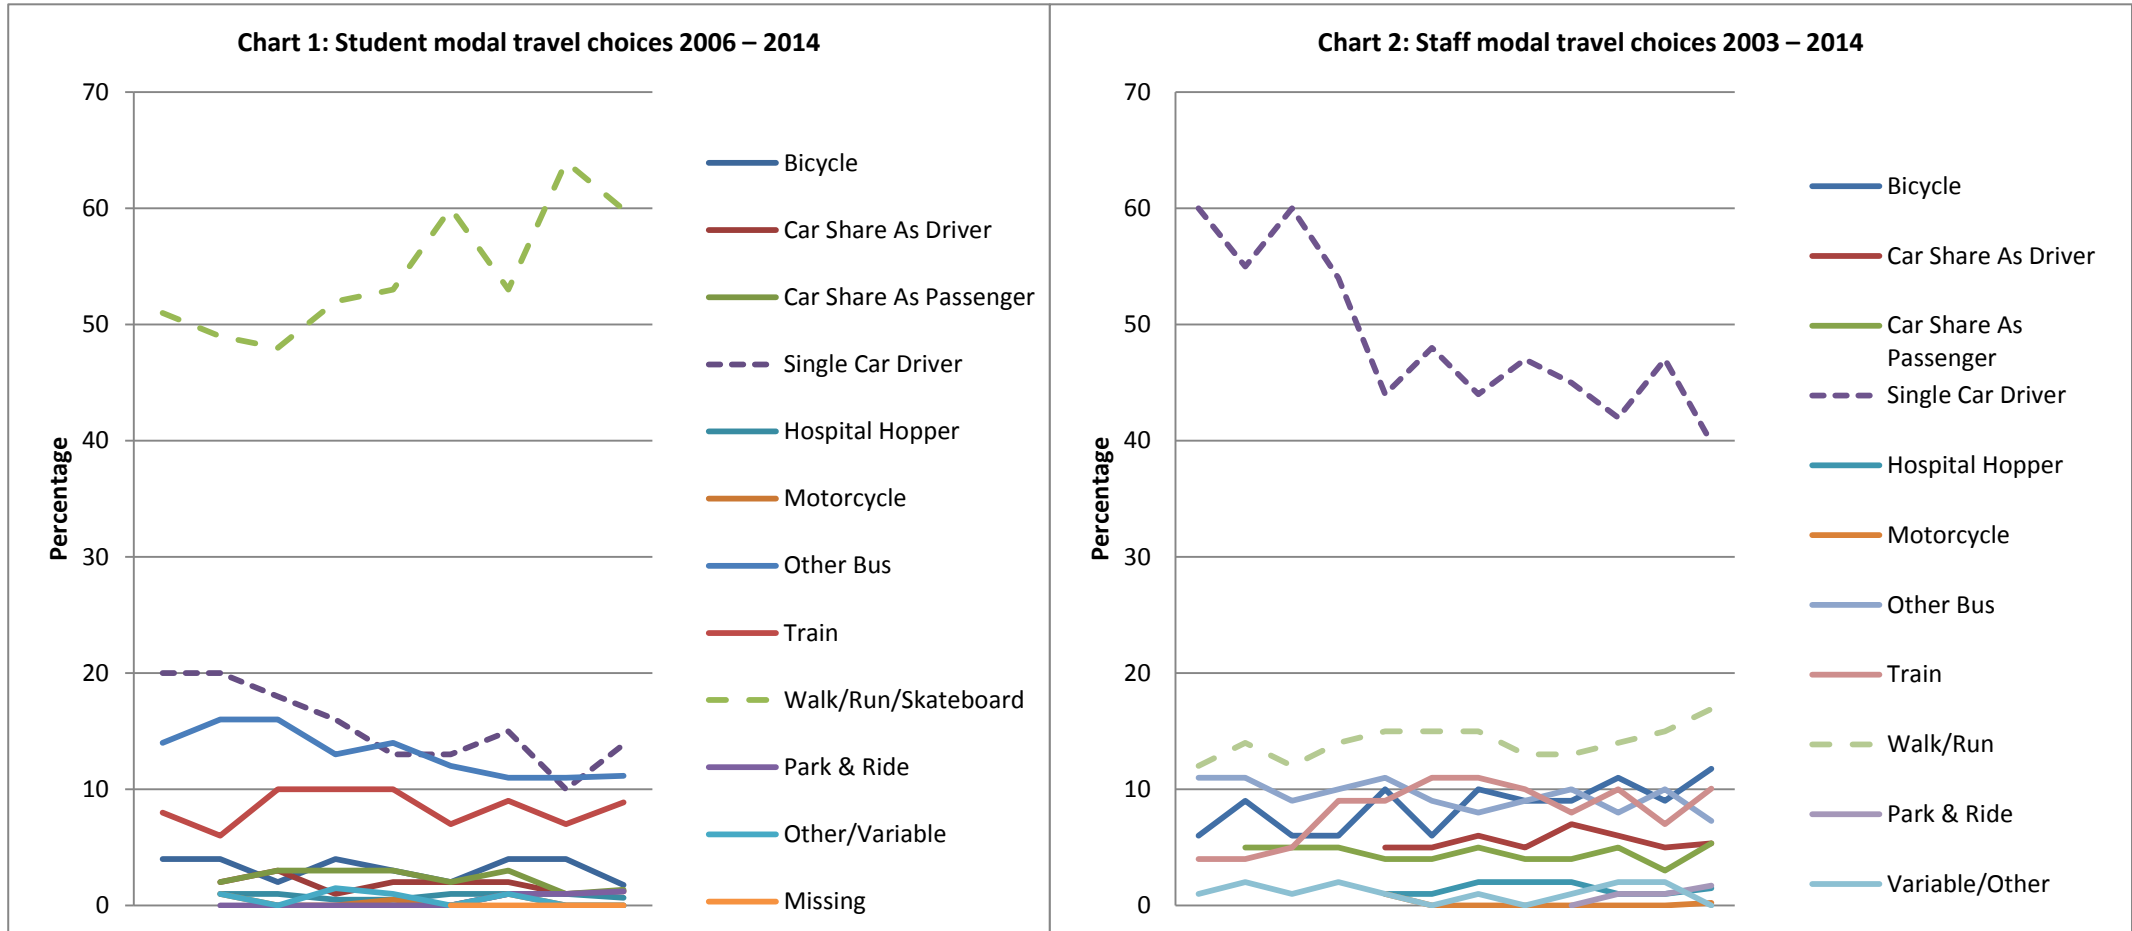 Chart 1: Student modal travel choices 2006 – 2014
70
60
50
40
30
20
10
0
Percentage
Bicycle
Car Share As Driver
Car Share As Passenger
Single Car Driver
Hospital Hopper
Motorcycle
Other Bus
Train
Walk/Run/Skateboard
Park & Ride
Other/Variable
Missing
Chart 2: Staff modal travel choices 2003 – 2014
70
60
50
40
30
20
10
0
Percentage
Bicycle
Car Share As Driver
Car Share As
Passenger
Single Car Driver
Hospital Hopper
Motorcycle
Other Bus
Train
Walk/Run
Park & Ride
Variable/Other